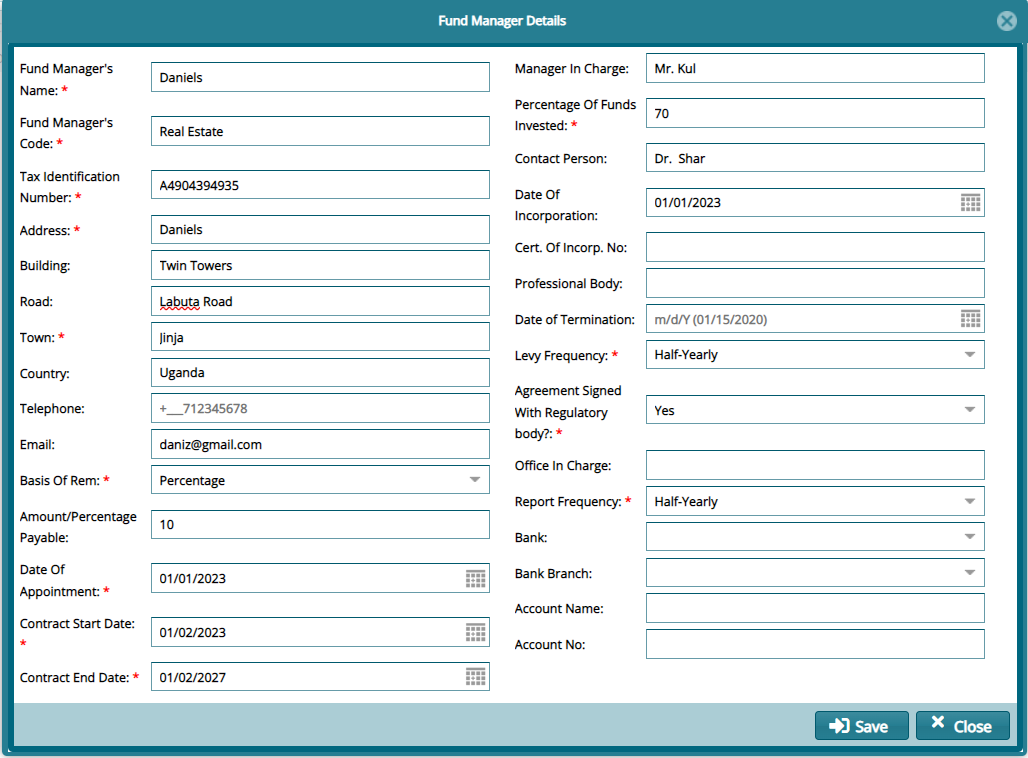 Fund Manager Details
Fund Manager's
Name: *
Daniels
Fund Manager's
Code: *
Real Estate
Tax Identification
Number: *
A4904394935
Address: *
Daniels
Building:
Twin Towers
Road:
Labuta Road
Town: *
Jinja
Country:
Uganda
Telephone:
+___712345678
Email:
daniz@gmail.com
Basis Of Rem: *
Percentage
Amount/Percentage
Payable:
10
Date Of
Appointment: *
01/01/2023
Contract Start Date:
*
01/02/2023
Contract End Date: *
01/02/2027
Manager In Charge:
Mr. Kul
Percentage Of Funds
Invested: *
70
Contact Person:
Dr. Shar
Date Of
Incorporation:
01/01/2023
Cert. Of Incorp. No:
Professional Body:
Date of Termination:
m/d/Y (01/15/2020)
Levy Frequency: *
Half-Yearly
Agreement Signed
With Regulatory
body?: *
Yes
Office In Charge:
Report Frequency: *
Half-Yearly
Bank:
Bank Branch:
Account Name:
Account No:
Save
Close